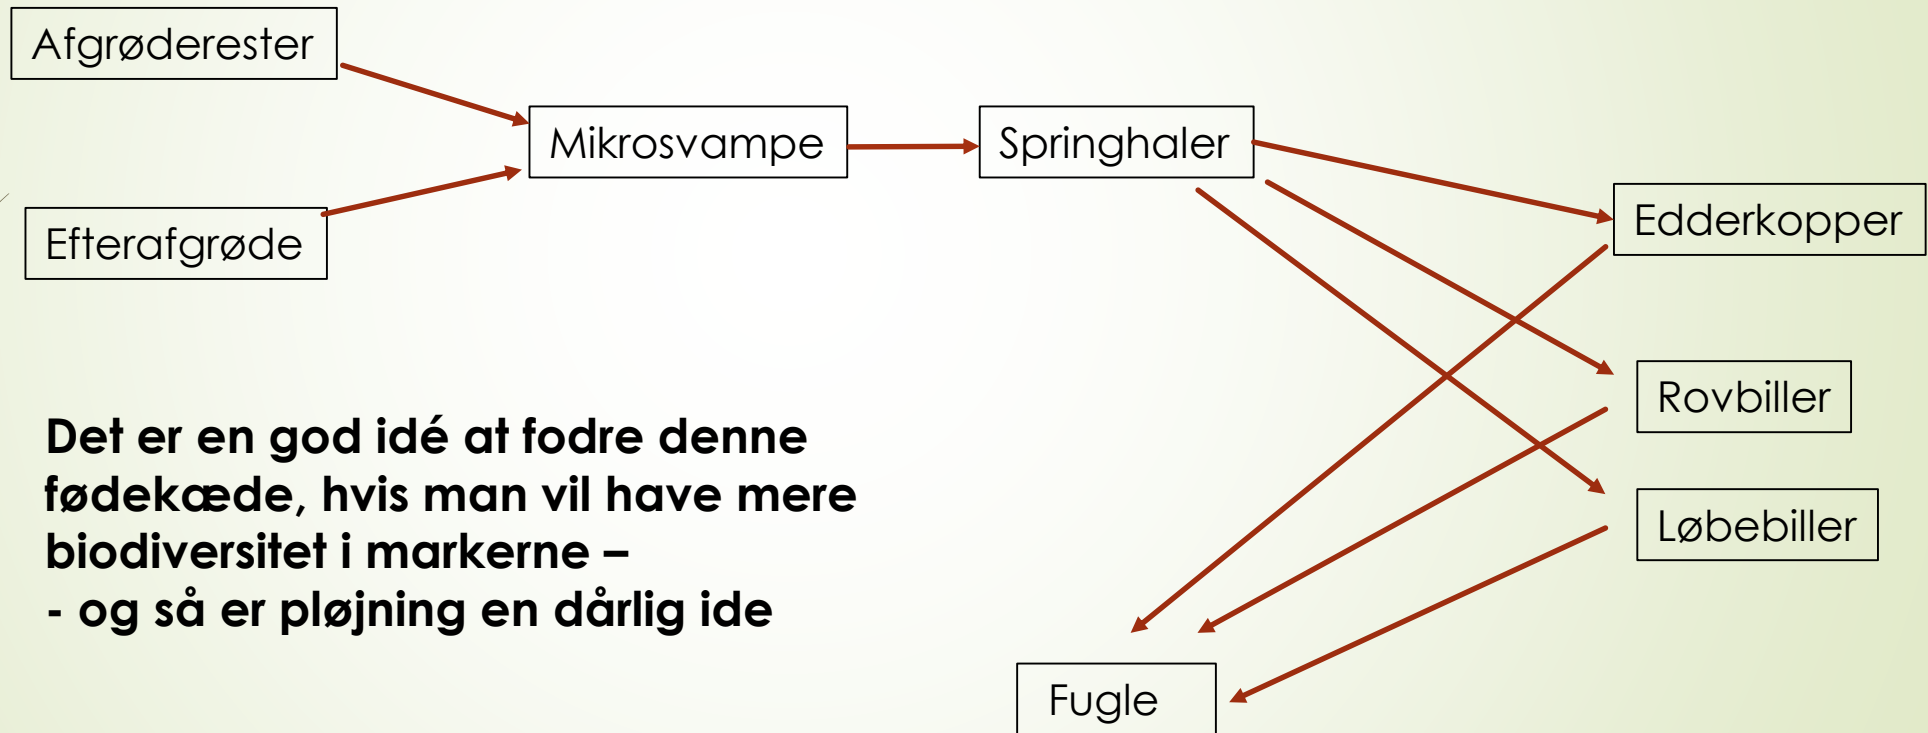 Afgrøderester
Mikrosvampe
Springhaler
Efterafgrøde
Edderkopper
Rovbiller
Løbebiller
Det er en god idé at fodre denne
fødekæde, hvis man vil have mere
biodiversitet i markerne –
- og så er pløjning en dårlig ide
Fugle